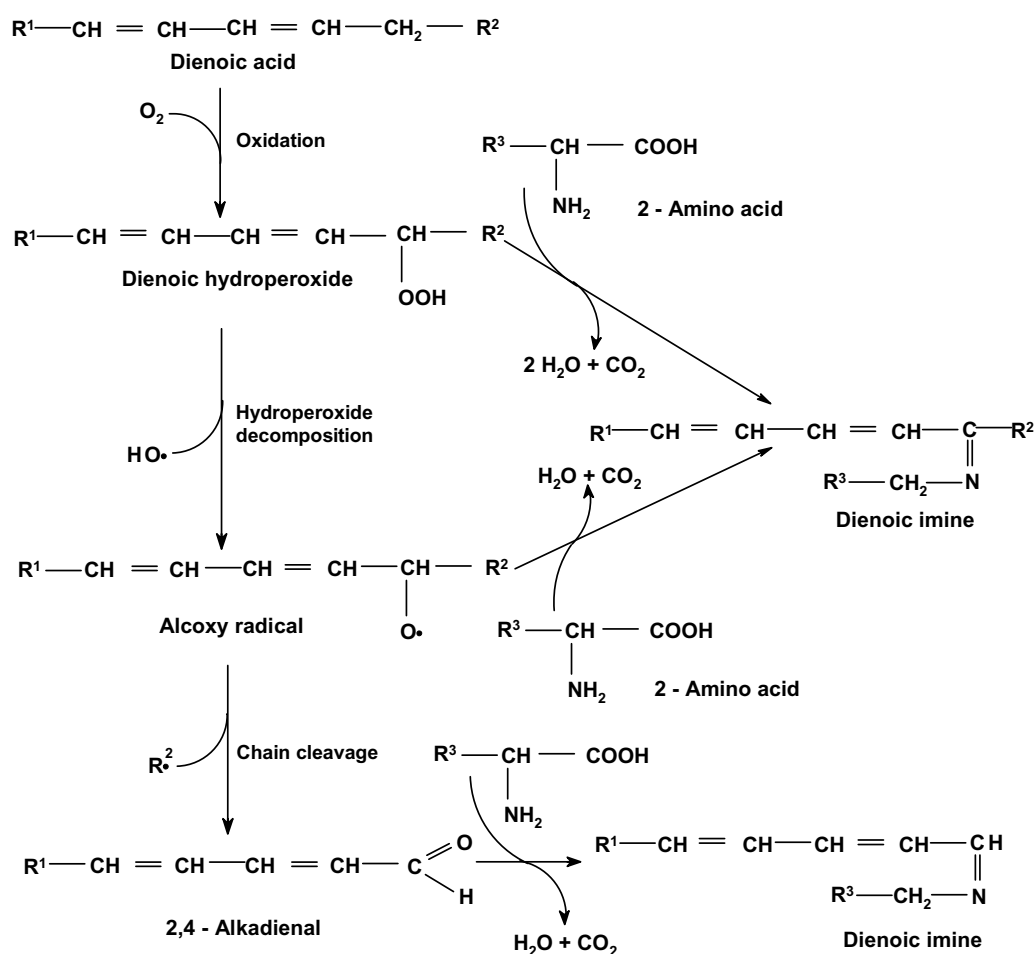 R¹—CH = CH — CH = CH — CH₂ — R²
Dienoic acid
O₂
Oxidation
R³—CH — COOH
NH₂
2 - Amino acid
R¹—CH = CH—CH = CH — CH — R²
OOH
Dienoic hydroperoxide
2 H₂O + CO₂
Hydroperoxide
decomposition
HO•
R¹—CH = CH — CH = CH — C — R²
R³—CH₂—N
Dienoic imine
H₂O + CO₂
R¹—CH = CH—CH = CH — CH — R²
O•
Alcoxy radical
R³—CH — COOH
NH₂
2 - Amino acid
R•²
Chain cleavage
R³—CH — COOH
NH₂
R¹—CH = CH — CH = CH — C
O
H
2,4 - Alkadienal
H₂O + CO₂
R¹—CH = CH — CH = CH — CH
R³—CH₂—N
Dienoic imine